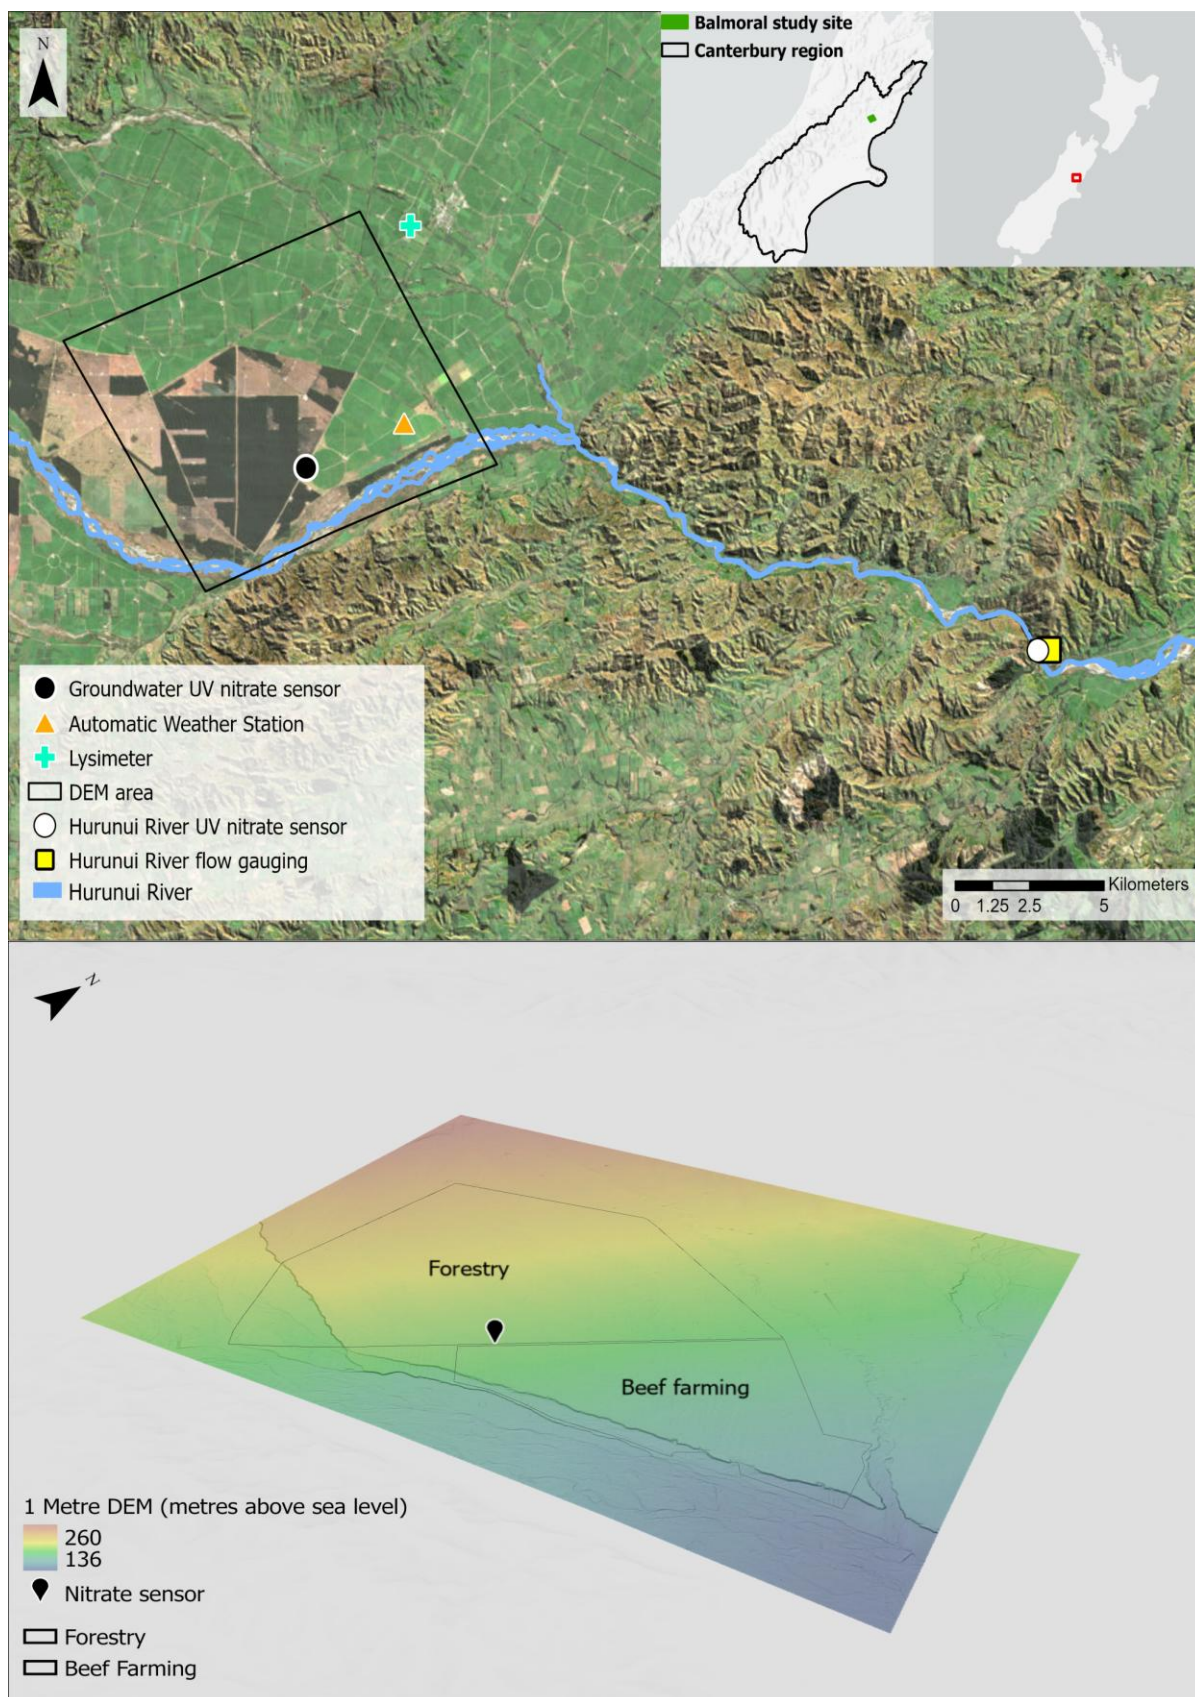 N
Balmoral study site
Canterbury region
Groundwater UV nitrate sensor
Automatic Weather Station
Lysimeter
DEM area
Hurunui River UV nitrate sensor
Hurunui River flow gauging
Hurunui River
Kilometers
0 1.25 2.5 5
N
Forestry
Beef farming
1 Metre DEM (metres above sea level)
260
136
Nitrate sensor
Forestry
Beef Farming